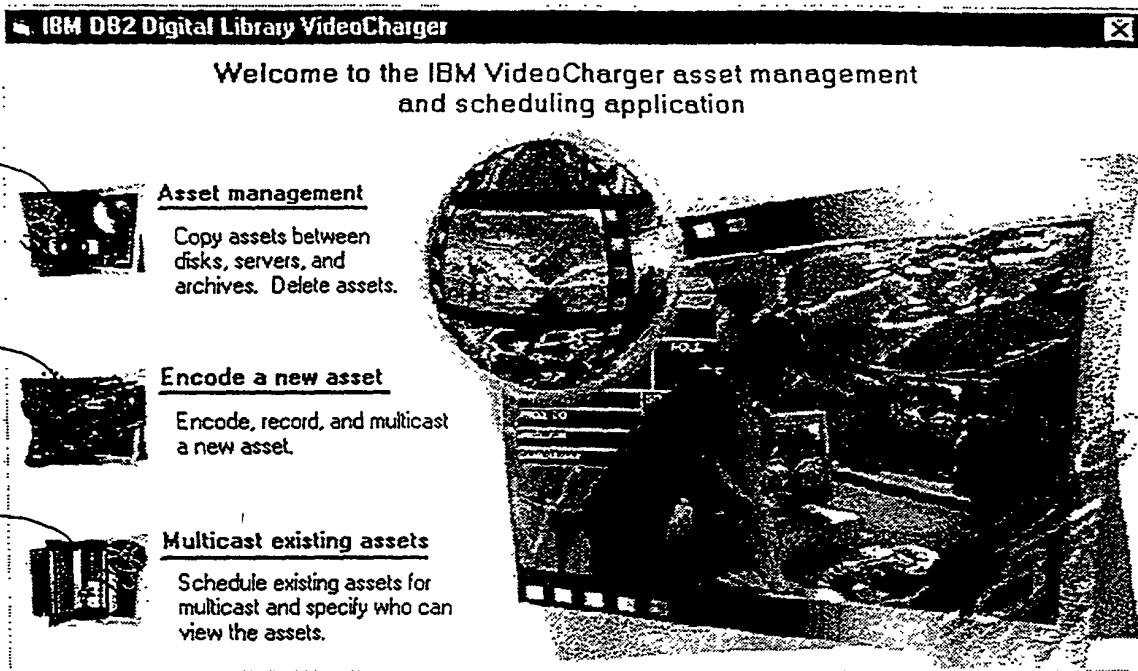 IBM DB2 Digital Library VideoCharger
Welcome to the IBM VideoCharger asset management
and scheduling application
Asset management
Copy assets between
disks, servers, and
archives. Delete assets.
Encode a new asset
Encode, record, and multicast
a new asset.
Multicast existing assets
Schedule existing assets for
multicast and specify who can
view the assets.